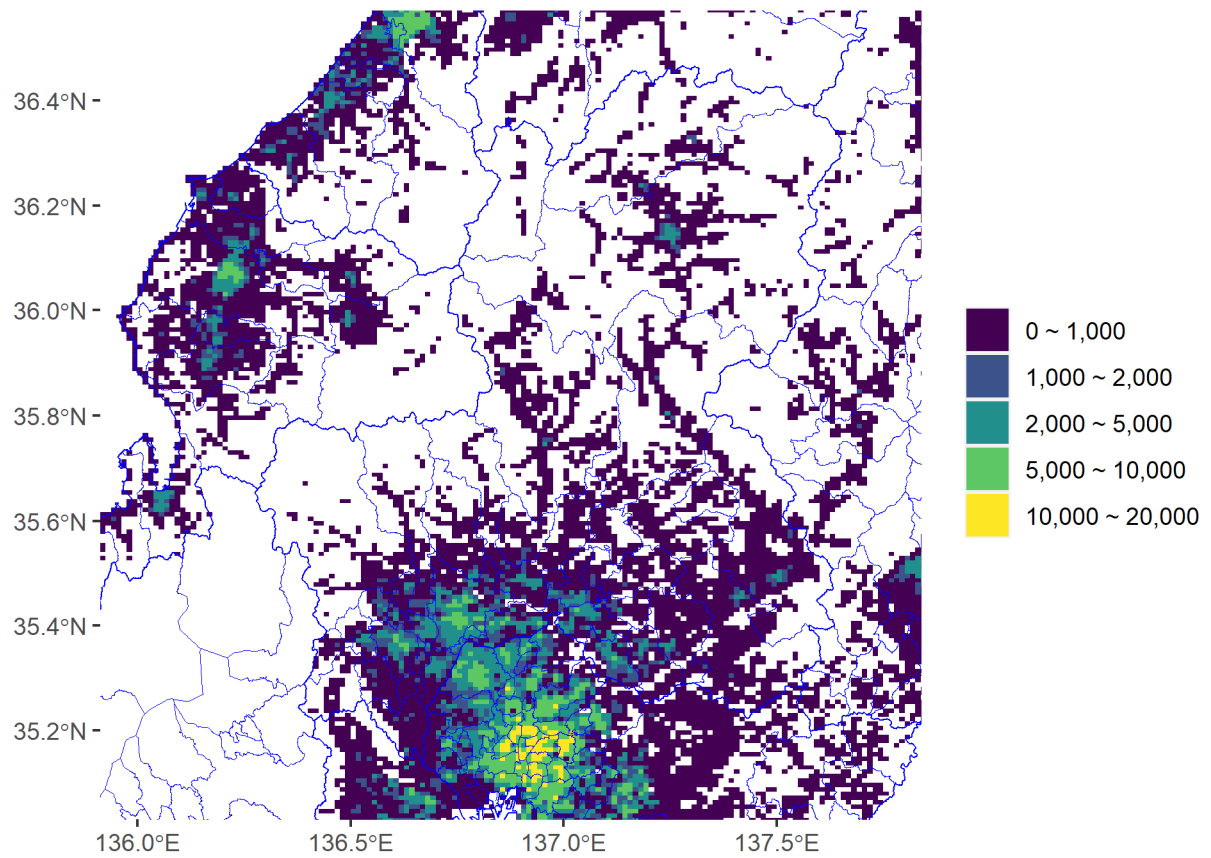 36.4°N
36.2°N
36.0°N
35.8°N
35.6°N
35.4°N
35.2°N
136.0°E
136.5°E
137.0°E
137.5°E
0 ~ 1,000
1,000 ~ 2,000
2,000 ~ 5,000
5,000 ~ 10,000
10,000 ~ 20,000